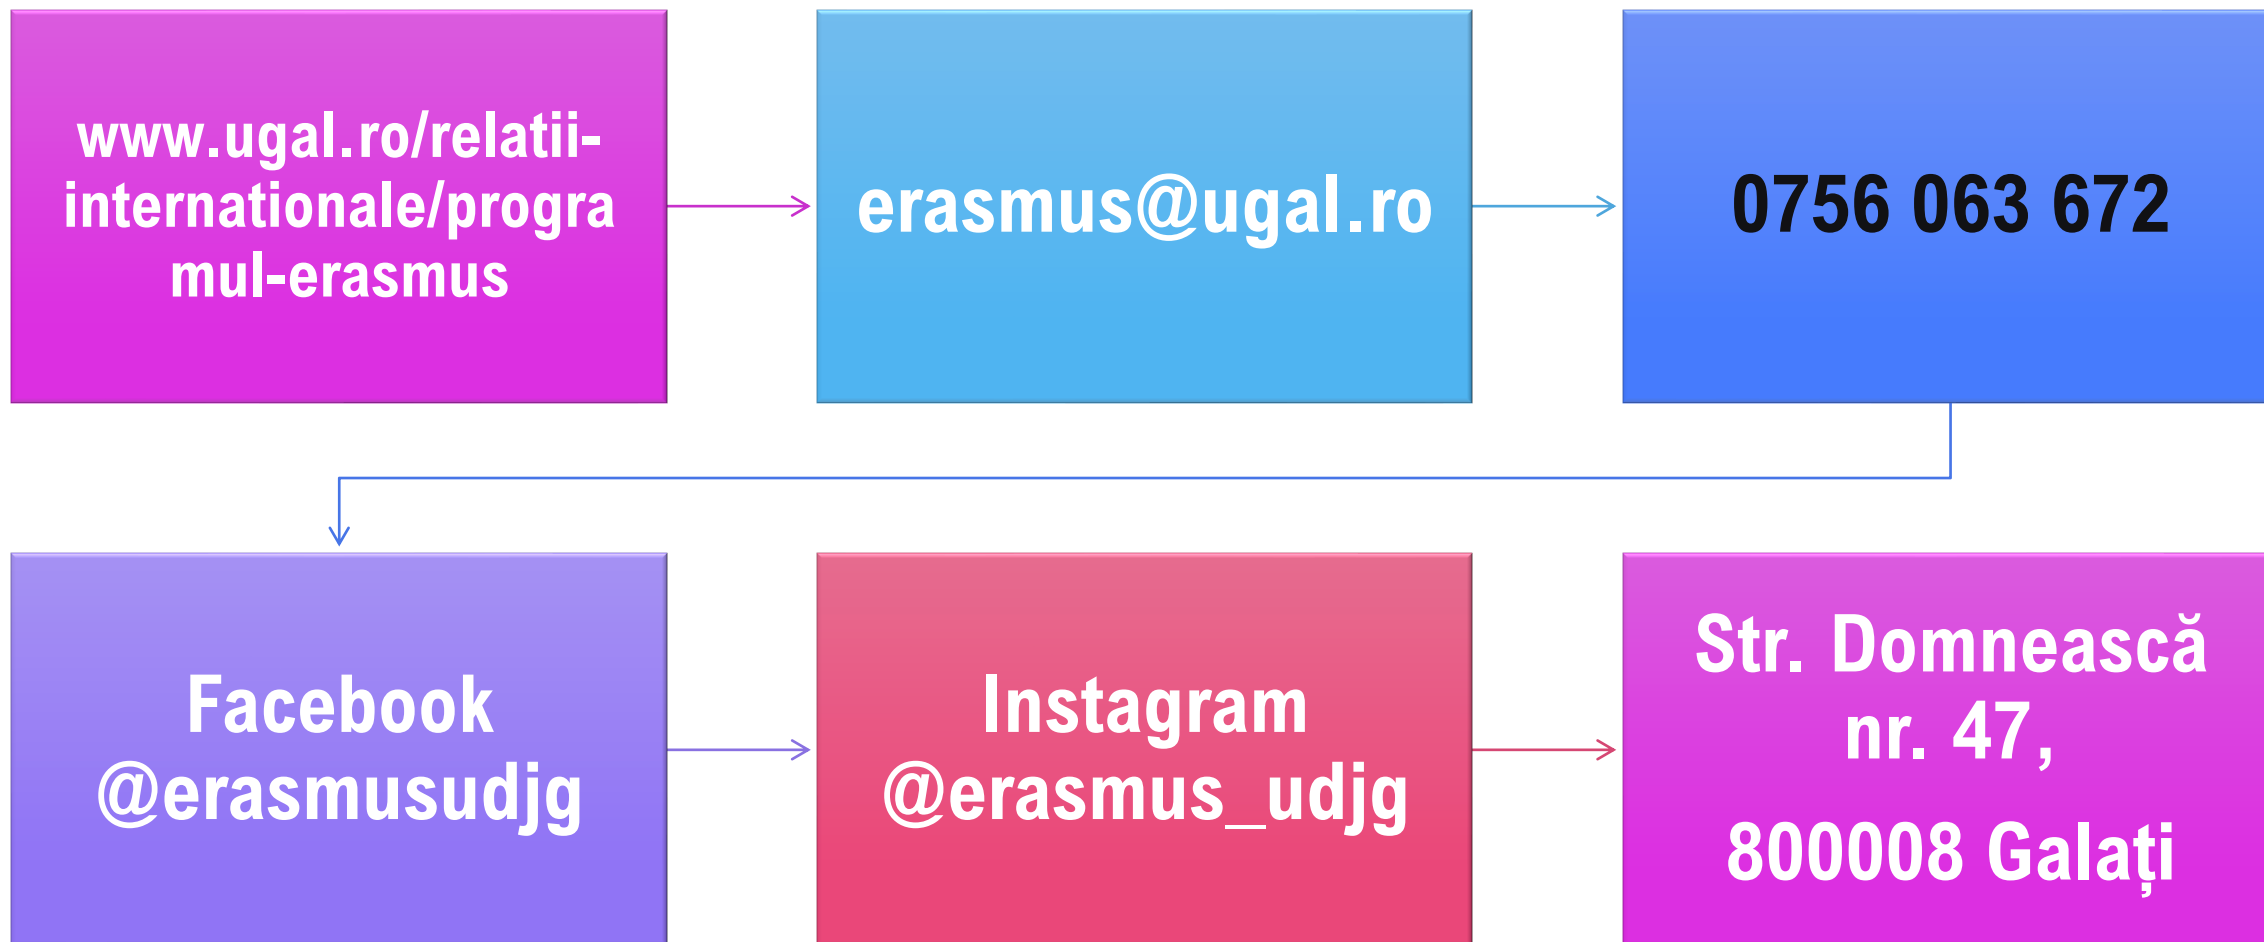 www.ugal.ro/relatii-
internationale/progra
mul-erasmus
erasmus@ugal.ro
0756 063 672
Facebook
@erasmusudjg
Instagram
@erasmus_udjg
Str. Domnească
nr. 47,
800008 Galați